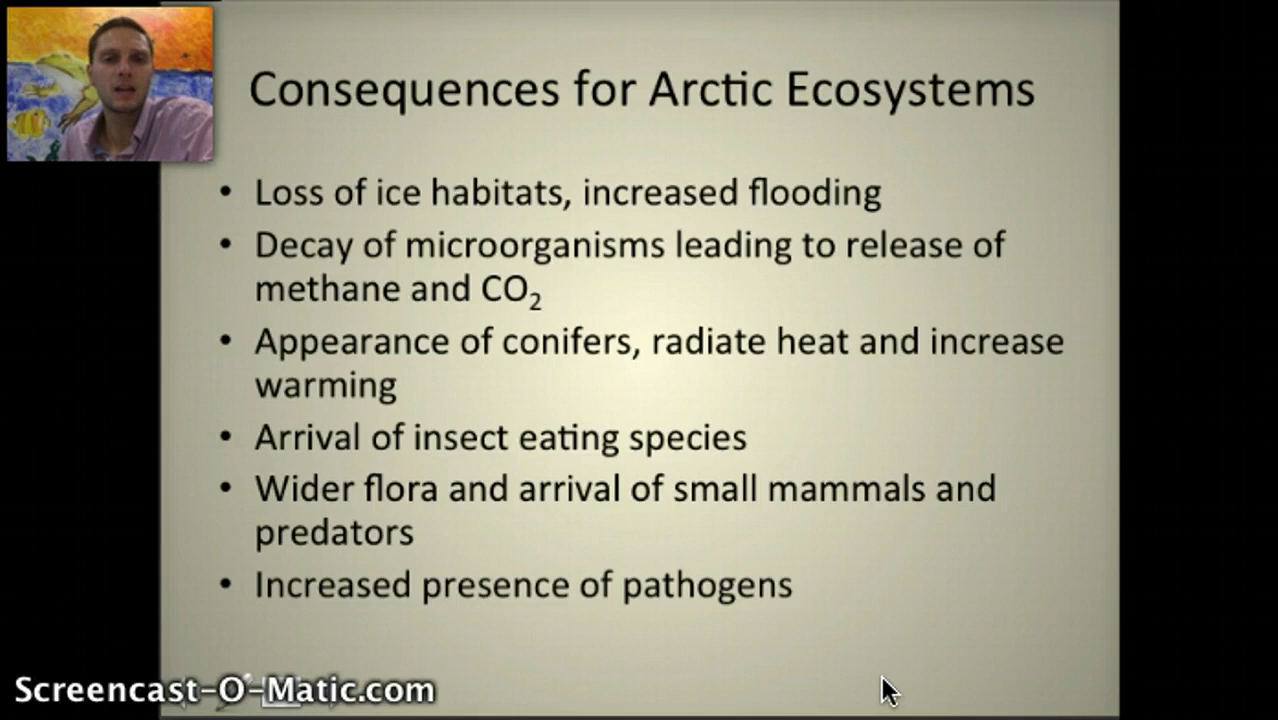 Consequences for Arctic Ecosystems
• Loss of ice habitats, increased flooding
• Decay of microorganisms leading to release of
methane and CO₂
• Appearance of conifers, radiate heat and increase
warming
• Arrival of insect eating species
• Wider flora and arrival of small mammals and
predators
• Increased presence of pathogens
Screencast-O-Matic.com